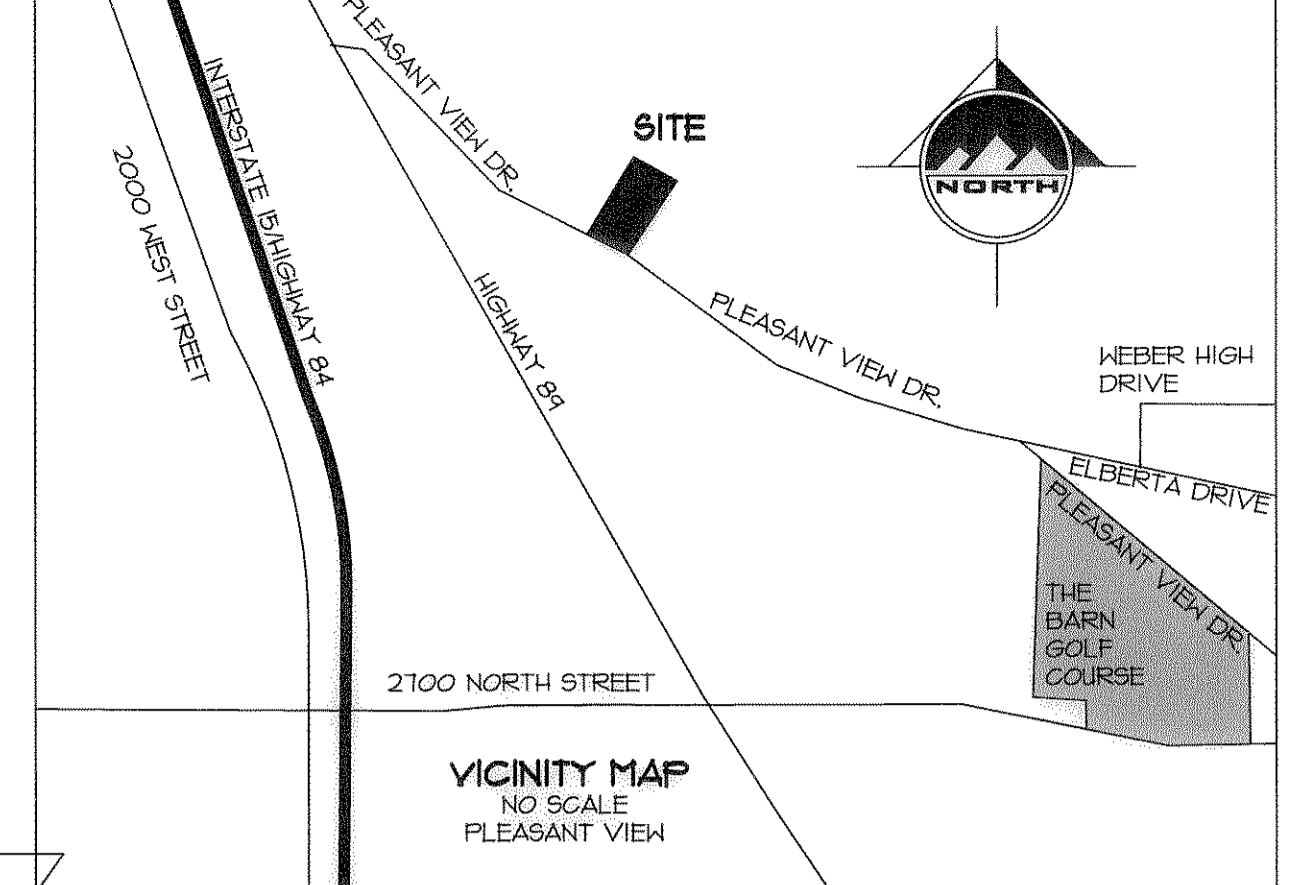 PLEASANT VIEW DR.
SITE
NORTH
INTERSTATE 15/HIGHWAY 84
2000 WEST STREET
HIGHWAY 89
PLEASANT VIEW DR.
WEBER HIGH
DRIVE
ELBERTA DRIVE
PLEASANT VIEW DR.
THE
BARN
GOLF
COURSE
2700 NORTH STREET
VICINITY MAP
NO SCALE
PLEASANT VIEW